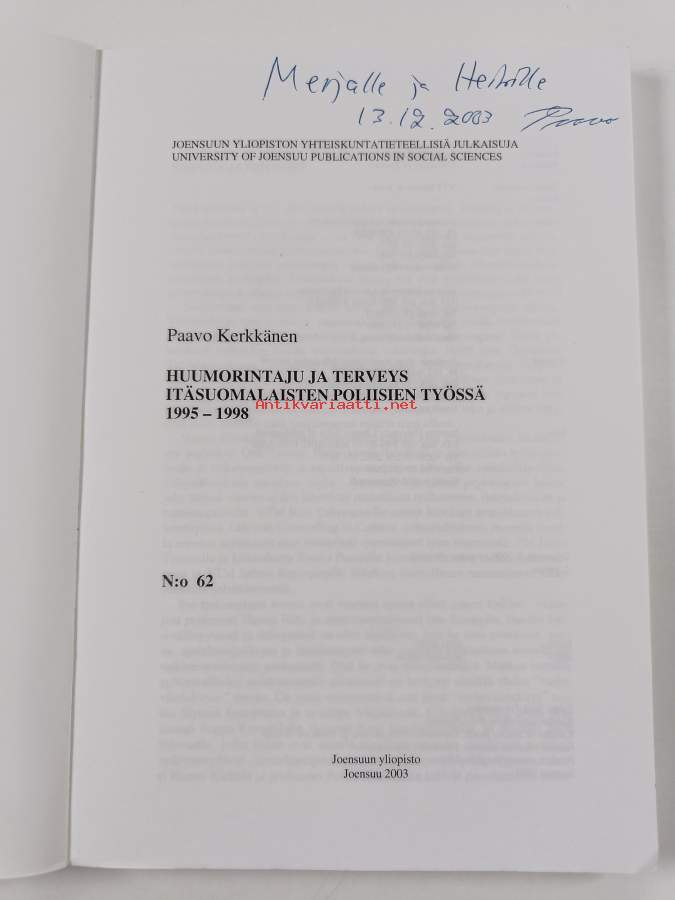 Merjalle ja Heikille
13.12.2003 Paavo
JOENSUUN YLIOPISTON YHTEISKUNTATIETEELLISIÄ JULKAISUJA
UNIVERSITY OF JOENSUU PUBLICATIONS IN SOCIAL SCIENCES
Paavo Kerkkänen
HUUMORINTAJU JA TERVEYS
ITÄSUOMALAISTEN POLIISIEN TYÖSSÄ
Antikvariaatti.net
1995 – 1998
N:o 62
Joensuun yliopisto
Joensuu 2003